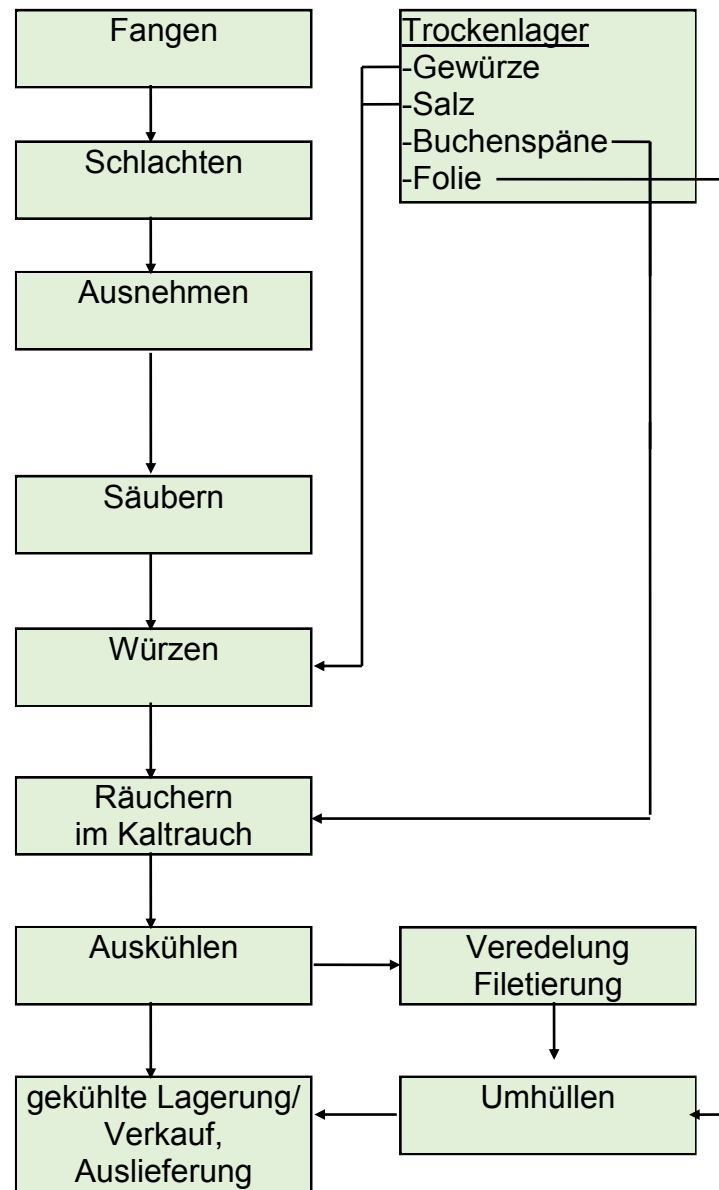 Fangen
Trockenlager
-Gewürze
-Salz
-Buchenspäne
-Folie
Schlachten
Ausnehmen
Säubern
Würzen
Räuchern
im Kaltrauch
Auskühlen
Veredelung
Filetierung
gekühlte Lagerung/
Verkauf,
Auslieferung
Umhüllen